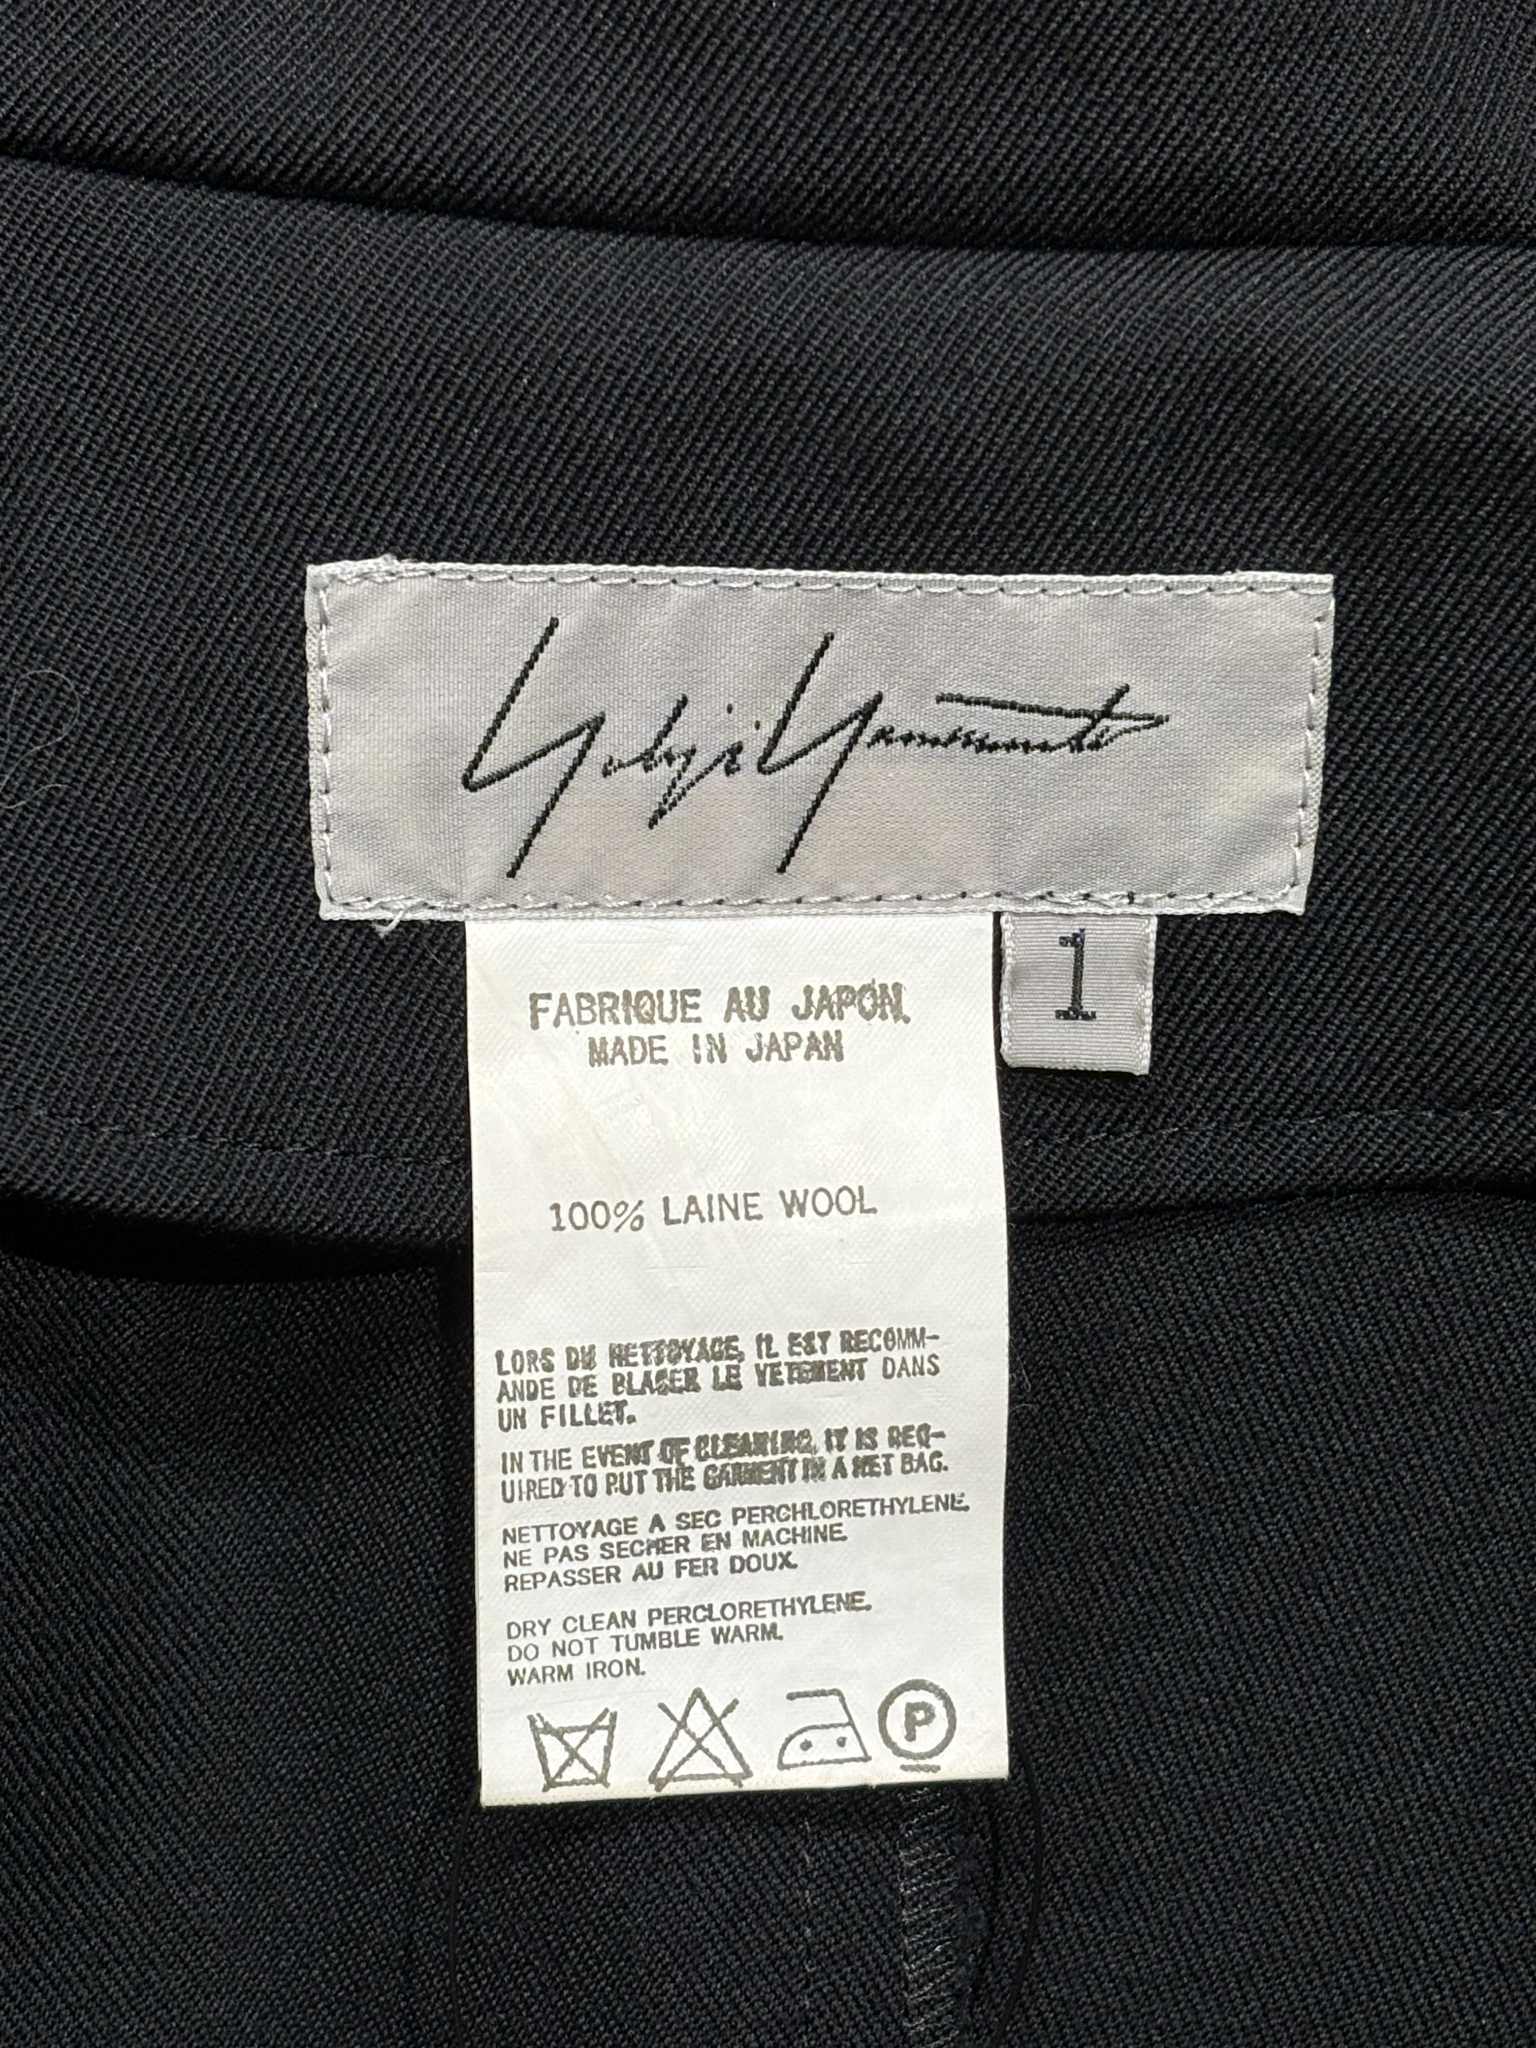 Yohji Yamamoto
1
FABRIQUE AU JAPON.
MADE IN JAPAN
100% LAINE WOOL
LORS DU NETTOYAGE, IL EST RECOMM-
ANDE DE BLASER LE VETEMENT DANS
UN FILLET.
IN THE EVENT OF CLEANING, IT IS REQ-
UIRED TO PUT THE GARMENT IN A NET BAG.
NETTOYAGE A SEC PERCHLORETHYLENE.
NE PAS SECHER EN MACHINE.
REPASSER AU FER DOUX.
DRY CLEAN PERCLORETHYLENE.
DO NOT TUMBLE WARM.
WARM IRON.
P